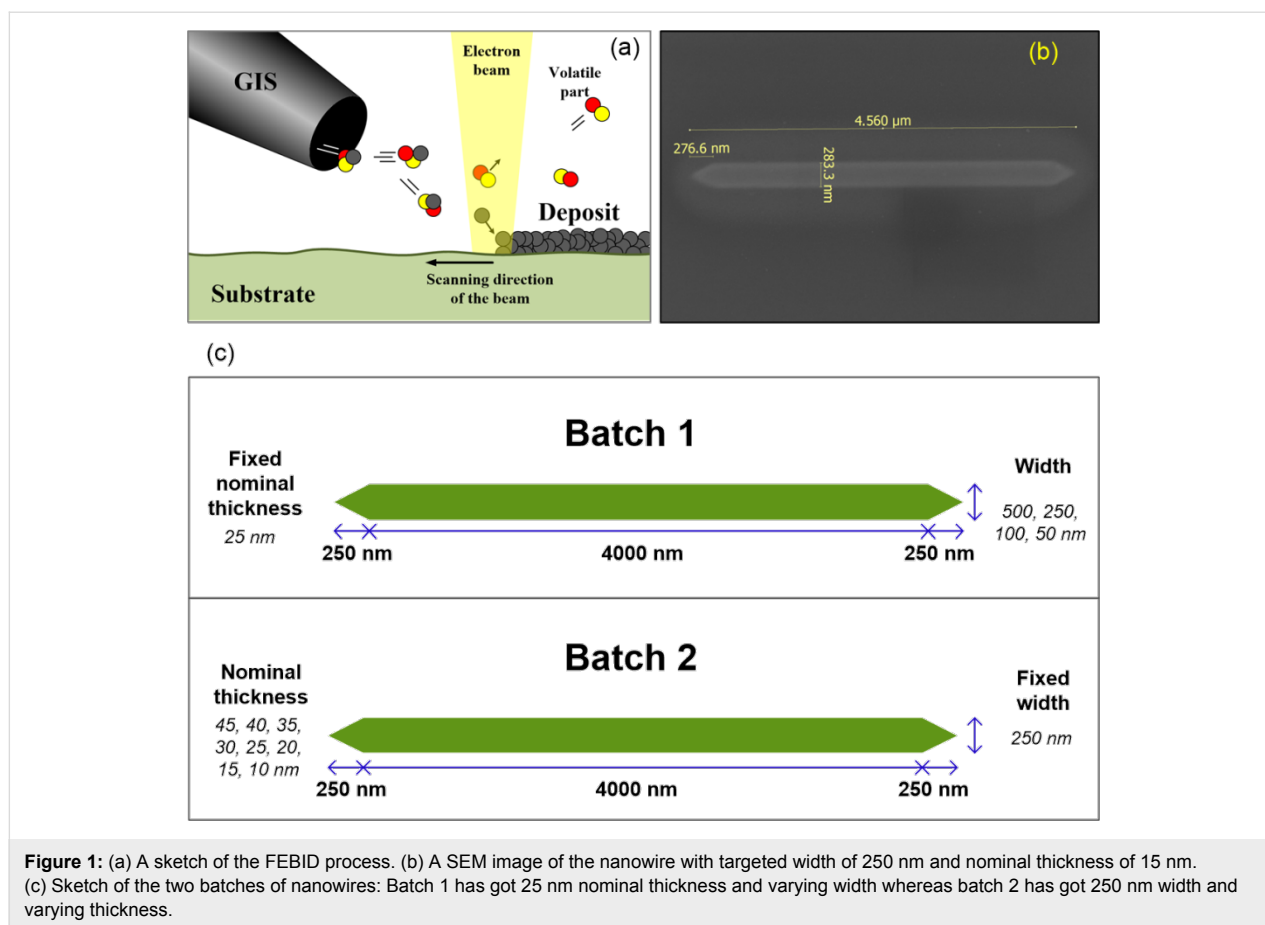 (a)
GIS
Electron
beam
Volatile
part
Deposit
Scanning direction
of the beam
Substrate
(b)
4.560 µm
276.6 nm
283.3 nm
(c)
Batch 1
Fixed
nominal
thickness
25 nm
250 nm
4000 nm
250 nm
Width
500, 250,
100, 50 nm
Batch 2
Nominal
thickness
45, 40, 35,
30, 25, 20,
15, 10 nm
250 nm
4000 nm
250 nm
Fixed
width
250 nm
Figure 1: (a) A sketch of the FEBID process. (b) A SEM image of the nanowire with targeted width of 250 nm and nominal thickness of 15 nm.
(c) Sketch of the two batches of nanowires: Batch 1 has got 25 nm nominal thickness and varying width whereas batch 2 has got 250 nm width and
varying thickness.